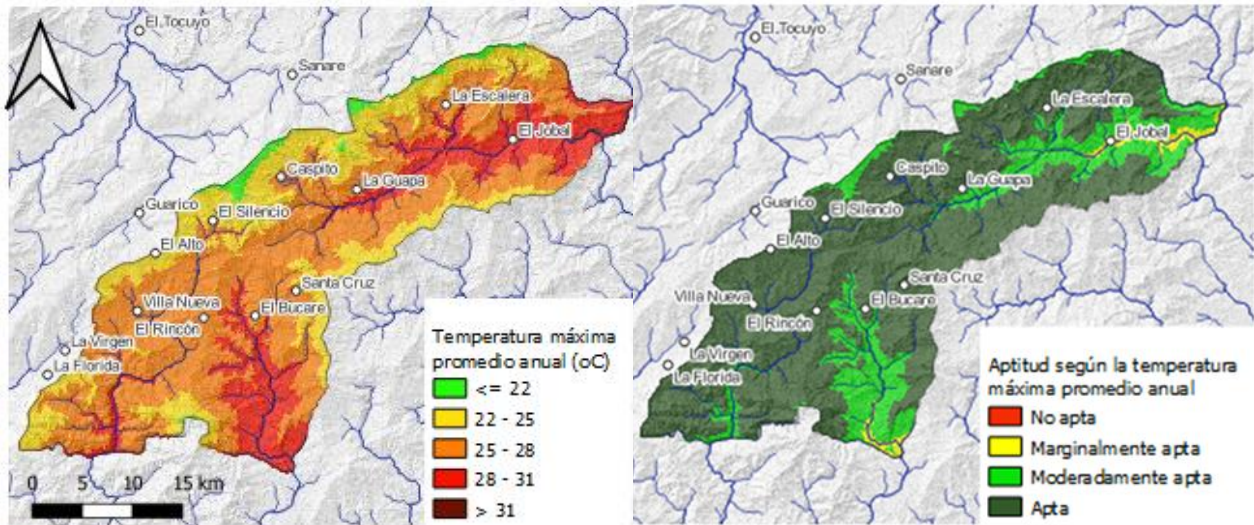 El Tocuyo
Sanare
La Escalera
El Jobal
Caspito
La Guapa
Guarico
El Silencio
El Alto
Santa Cruz
Villa Nueva
El Bucare
El Rincón
La Virgen
La Florida
0 5 10 15 km
Temperatura máxima
promedio anual (oC)
<= 22
22 - 25
25 - 28
28 - 31
> 31
El Tocuyo
Sanare
La Escalera
El Jobal
Caspito
La Guapa
Guarico
El Silencio
El Alto
Santa Cruz
Villa Nueva
El Bucare
El Rincón
La Virgen
La Florida
Aptitud según la temperatura
máxima promedio anual
No apta
Marginalmente apta
Moderadamente apta
Apta